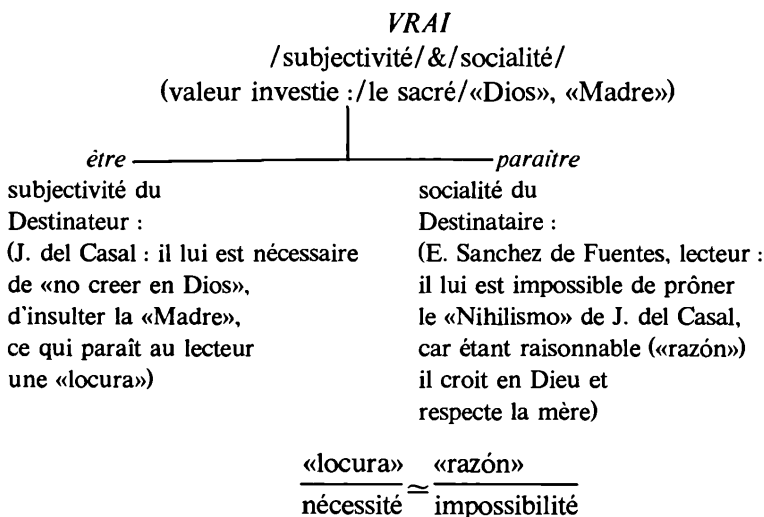 VRAI
/subjectivité/&/socialité/
(valeur investie :/le sacré/«Dios», «Madre»)
être paraître
subjectivité du
Destinateur :
(J. del Casal : il lui est nécessaire
de «no creer en Dios»,
d'insulter la «Madre»,
ce qui paraît au lecteur
une «locura»)
socialité du
Destinataire :
(E. Sanchez de Fuentes, lecteur :
il lui est impossible de prôner
le «Nihilismo» de J. del Casal,
car étant raisonnable («razón»)
il croit en Dieu et
respecte la mère)
«locura» «razón»
≃
nécessité impossibilité